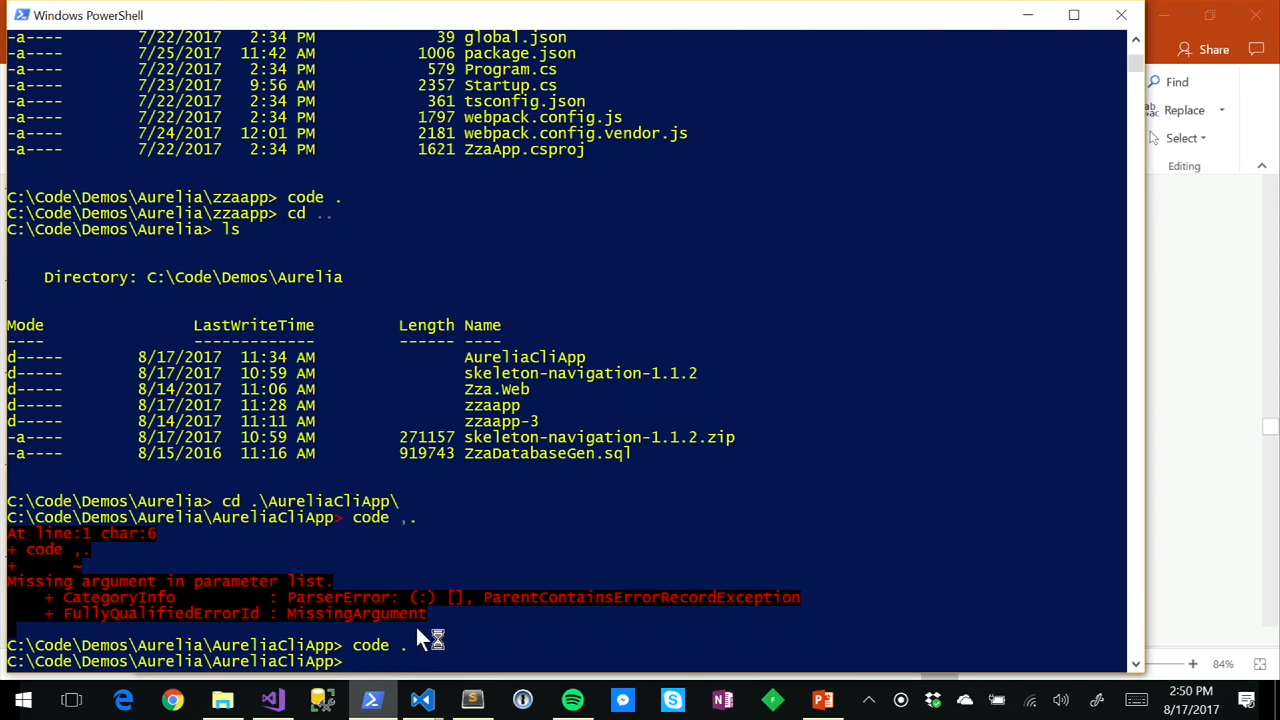 Windows PowerShell
-a---- 7/22/2017 2:34 PM 39 global.json
-a---- 7/25/2017 11:42 AM 1006 package.json
-a---- 7/22/2017 2:34 PM 579 Program.cs
-a---- 7/23/2017 9:56 AM 2357 Startup.cs
-a---- 7/22/2017 2:34 PM 361 tsconfig.json
-a---- 7/22/2017 2:34 PM 1797 webpack.config.js
-a---- 7/24/2017 12:01 PM 2181 webpack.config.vendor.js
-a---- 7/22/2017 2:34 PM 1621 ZzaApp.csproj
C:\Code\Demos\Aurelia\zzaapp> code .
C:\Code\Demos\Aurelia\zzaapp> cd ..
C:\Code\Demos\Aurelia> ls
Directory: C:\Code\Demos\Aurelia
Mode LastWriteTime Length Name
---- ------------- ------ ----
d----- 8/17/2017 11:34 AM AureliaCliApp
d----- 8/17/2017 10:59 AM skeleton-navigation-1.1.2
d----- 8/14/2017 11:06 AM Zza.Web
d----- 8/17/2017 11:28 AM zzaapp
d----- 8/14/2017 11:11 AM zzaapp-3
-a---- 8/17/2017 10:59 AM 271157 skeleton-navigation-1.1.2.zip
-a---- 8/15/2016 11:16 AM 919743 ZzaDatabaseGen.sql
C:\Code\Demos\Aurelia> cd .\AureliaCliApp\
C:\Code\Demos\Aurelia\AureliaCliApp> code ,.
At line:1 char:6
+ code ,.
+ ~
Missing argument in parameter list.
+ CategoryInfo : ParserError: (:) [], ParentContainsErrorRecordException
+ FullyQualifiedErrorId : MissingArgument
C:\Code\Demos\Aurelia\AureliaCliApp> code .
C:\Code\Demos\Aurelia\AureliaCliApp>
Share
Find
Replace
Select
Editing
84%
2:50 PM
8/17/2017